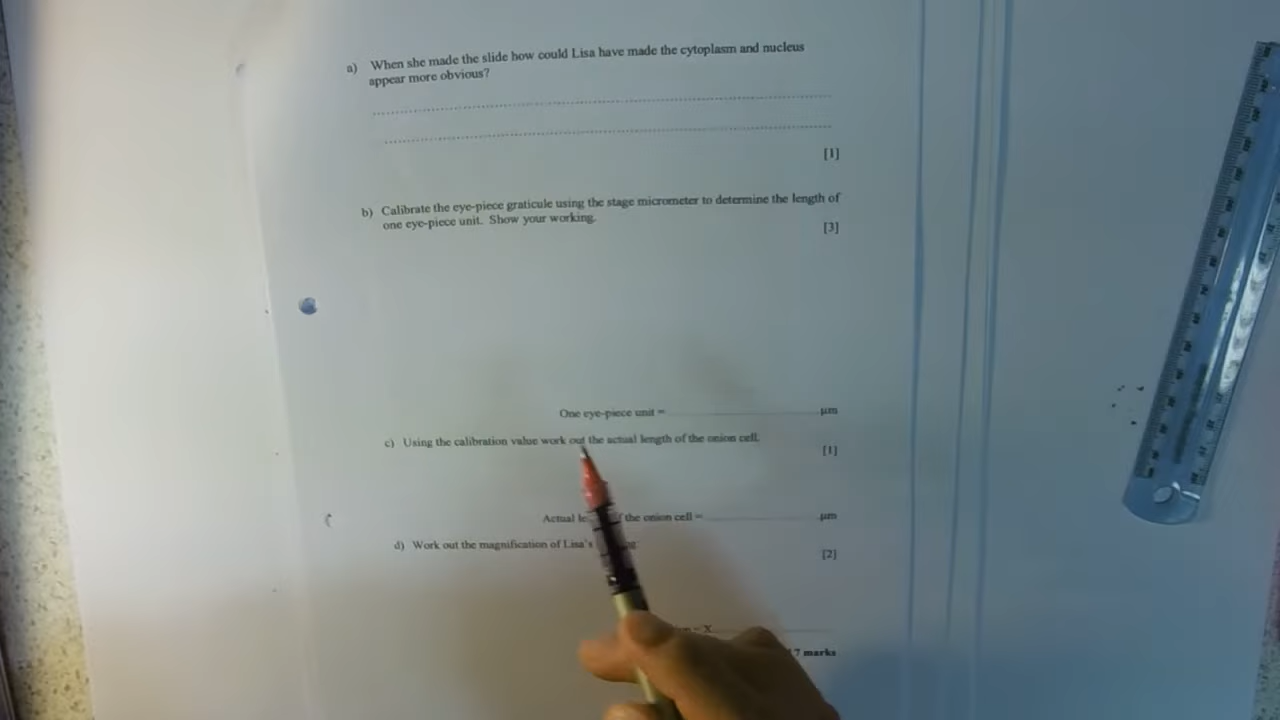 a) When she made the slide how could Lisa have made the cytoplasm and nucleus
appear more obvious?
[1]
b) Calibrate the eye-piece graticule using the stage micrometer to determine the length of
one eye-piece unit. Show your working.
[3]
One eye-piece unit = μm
c) Using the calibration value work out the actual length of the onion cell.
[1]
Actual the onion cell = μm
d) Work out the magnification of Lisa's
[2]
= X
7 marks